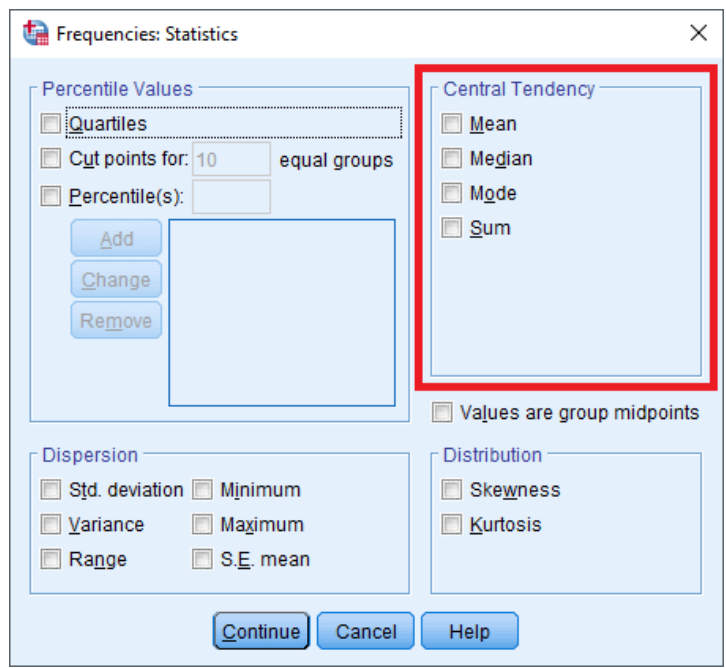 Frequencies: Statistics
Percentile Values
Quartiles
Cut points for: 10 equal groups
Percentile(s):
Add
Change
Remove
Central Tendency
Mean
Median
Mode
Sum
Values are group midpoints
Dispersion
Std. deviation Minimum
Variance Maximum
Range S.E. mean
Distribution
Skewness
Kurtosis
Continue Cancel Help